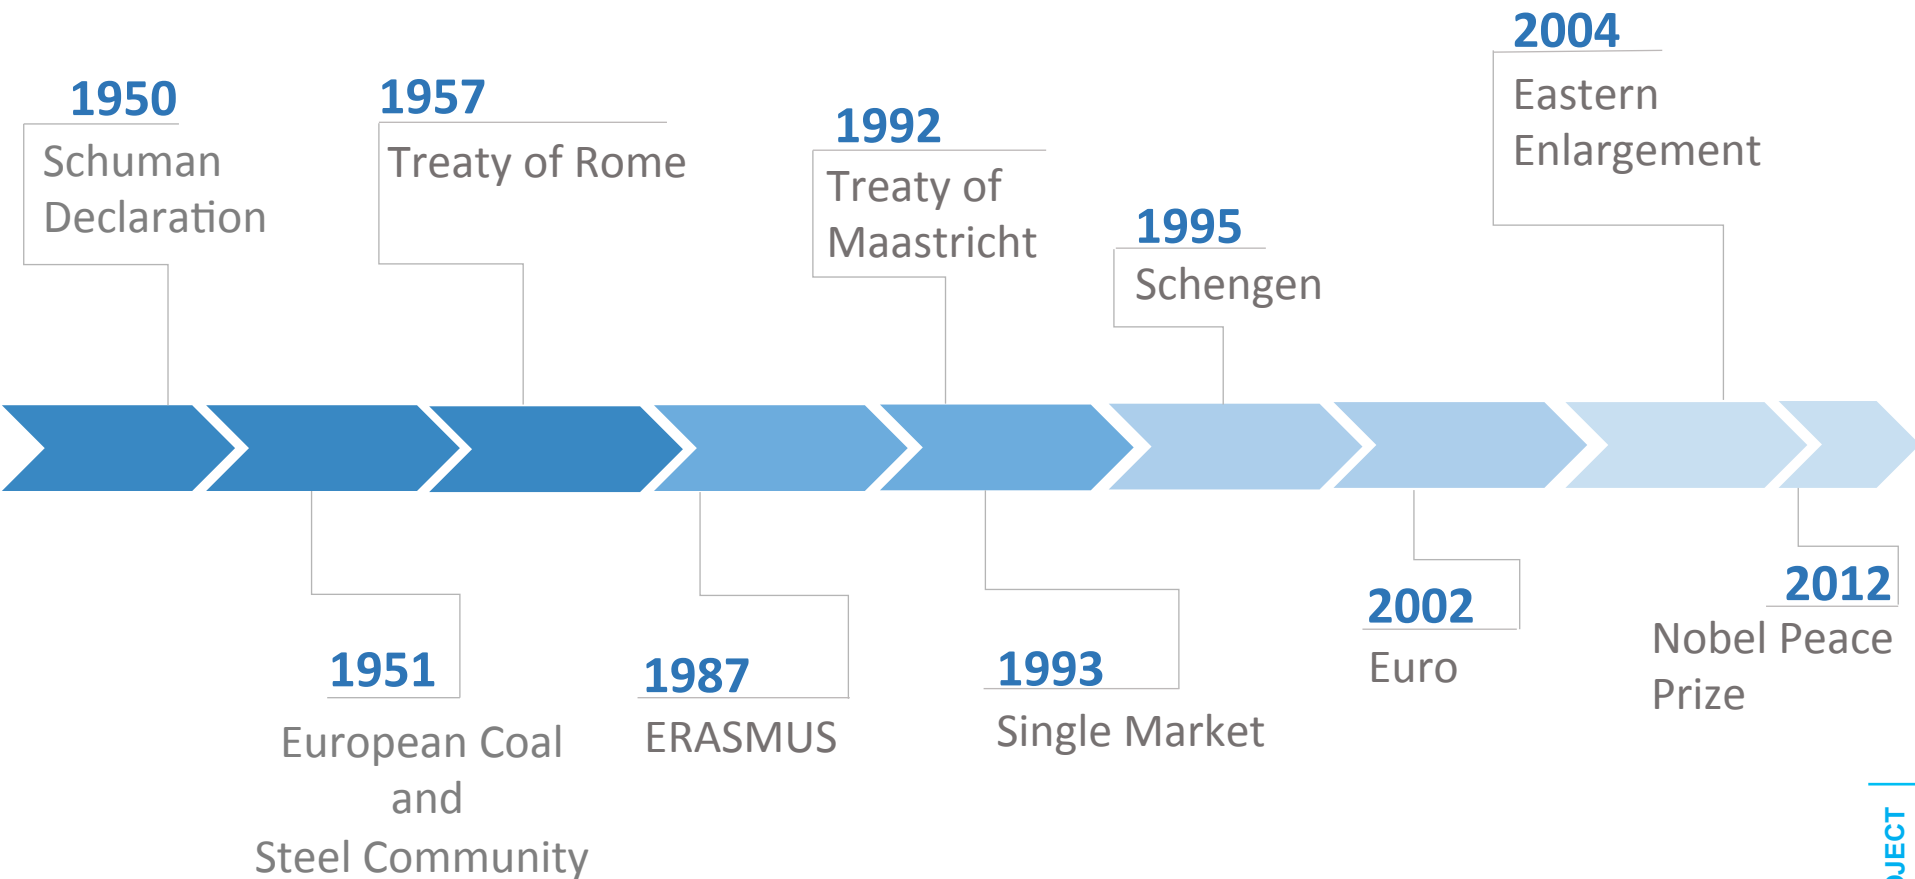 1950
Schuman
Declaration
1951
European Coal
and
Steel Community
1957
Treaty of Rome
1987
ERASMUS
1992
Treaty of
Maastricht
1993
Single Market
1995
Schengen
2002
Euro
2004
Eastern
Enlargement
2012
Nobel Peace
Prize